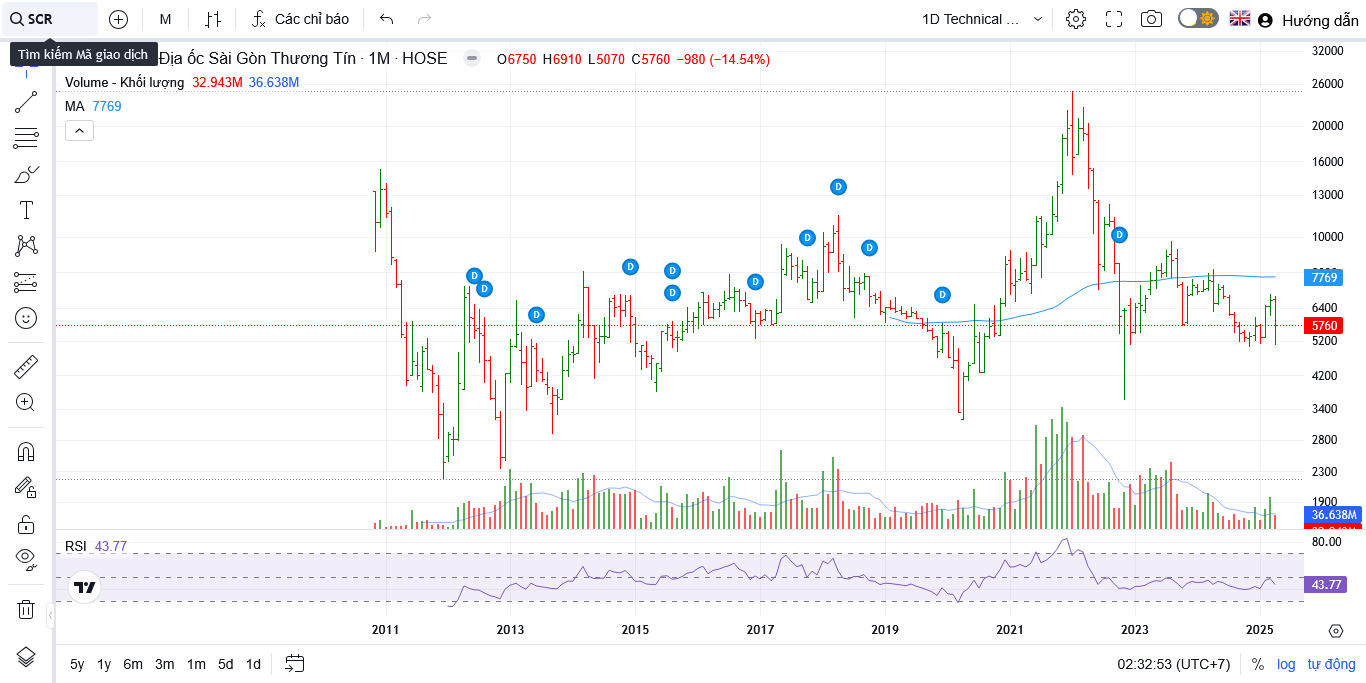 SCR
M
Các chỉ báo
1D Technical ...
Hướng dẫn
Tìm kiếm Mã giao dịch
Địa ốc Sài Gòn Thương Tín · 1M · HOSE
O6750 H6910 L5070 C5760 −980 (−14.54%)
Volume - Khối lượng 32.943M 36.638M
MA 7769
32000
26000
20000
16000
13000
10000
7769
6400
5760
5200
4200
3400
2800
2300
1900
36.638M
D
D
D
D
D
D
D
D
D
D
D
D
RSI 43.77
80.00
43.77
2011 2013 2015 2017 2019 2021 2023 2025
5y 1y 6m 3m 1m 5d 1d
02:32:53 (UTC+7) % log tự động